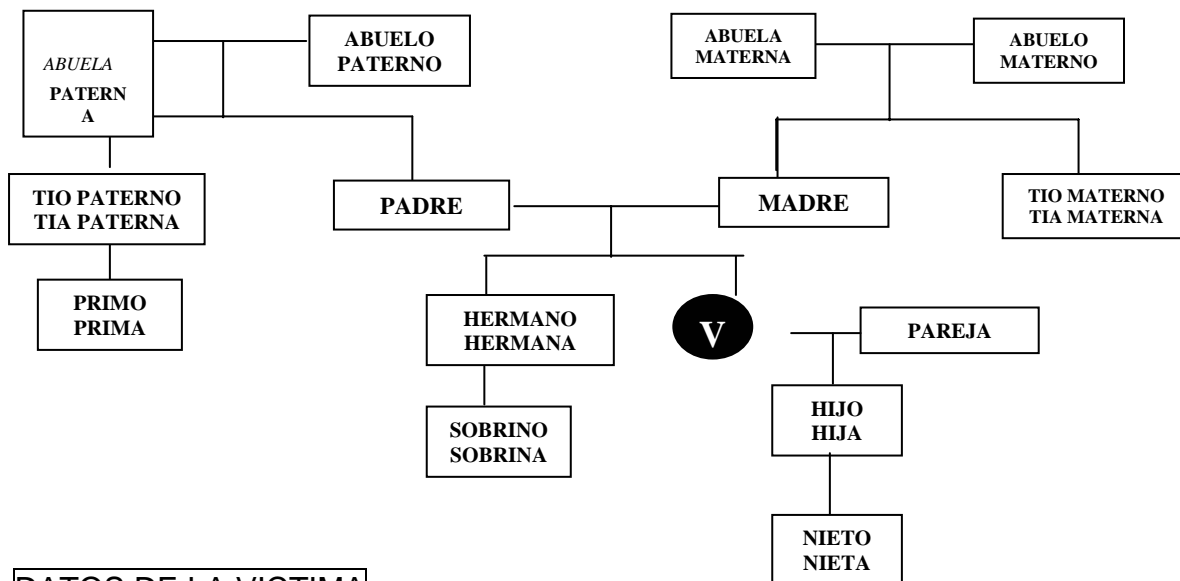 ABUELA
PATERN
A
ABUELO
PATERNO
ABUELA
MATERNA
ABUELO
MATERNO
TIO PATERNO
TIA PATERNA
PADRE
MADRE
TIO MATERNO
TIA MATERNA
PRIMO
PRIMA
HERMANO
HERMANA
V
PAREJA
SOBRINO
SOBRINA
HIJO
HIJA
NIETO
NIETA
DATOS DE LA VICTIMA